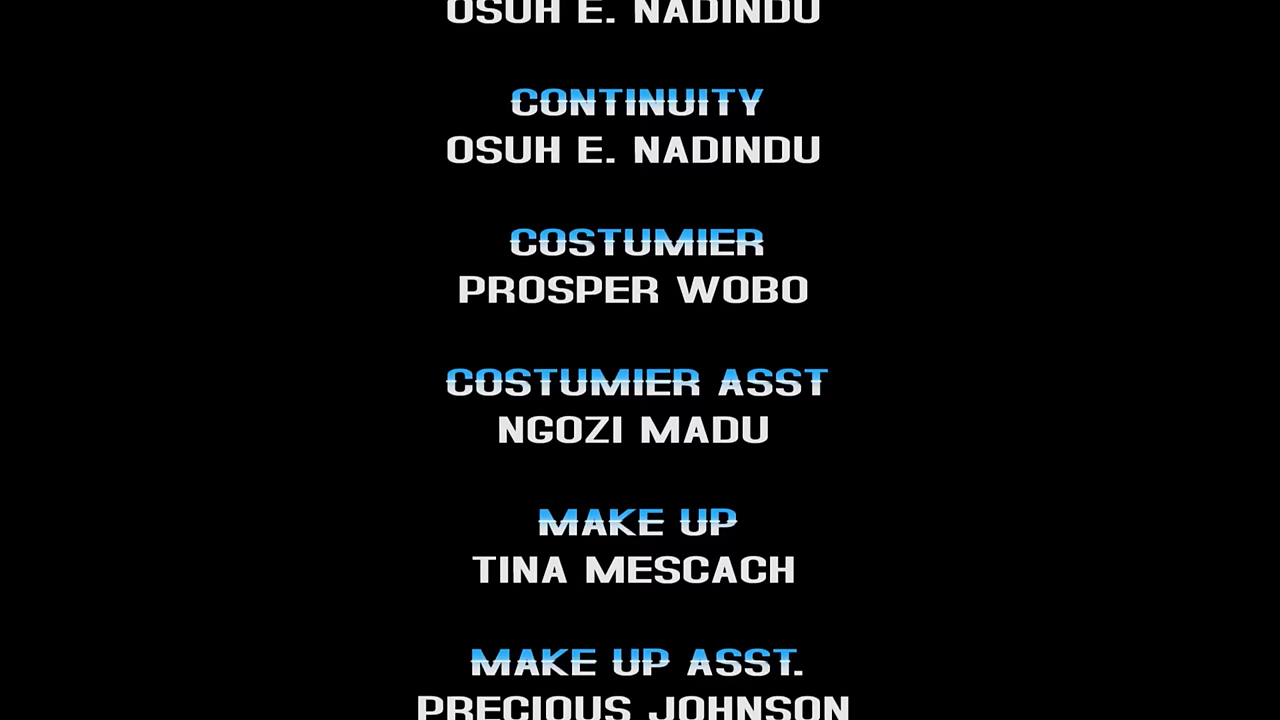 OSUH E. NADINDU
CONTINUITY
OSUH E. NADINDU
COSTUMIER
PROSPER WOBO
COSTUMIER ASST
NGOZI MADU
MAKE UP
TINA MESCACH
MAKE UP ASST.
PRECIOUS JOHNSON